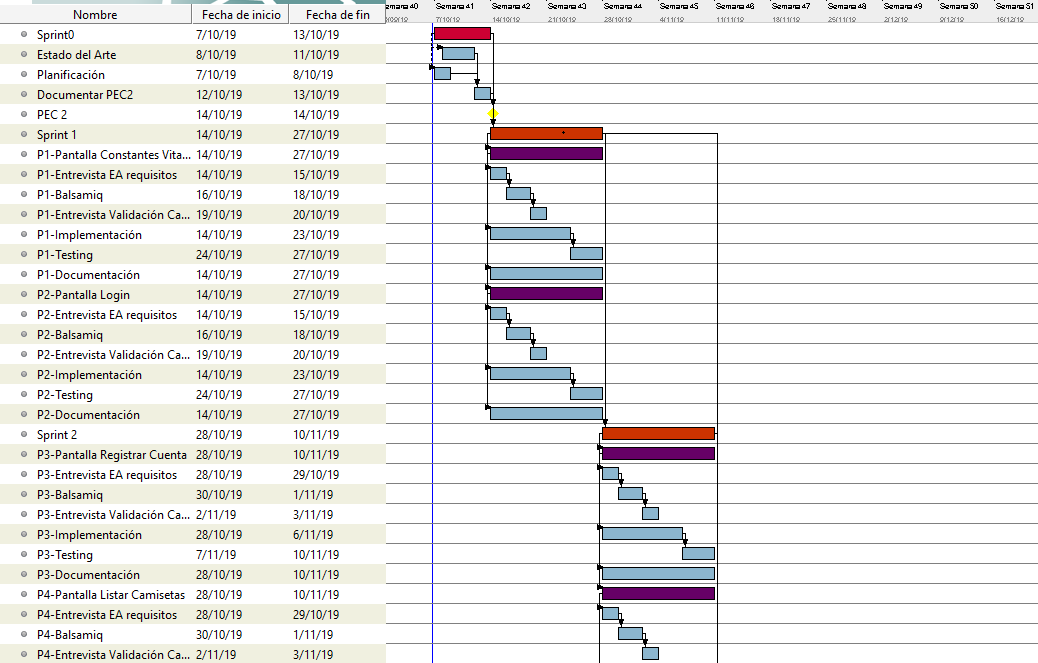 Nombre Fecha de inicio Fecha de fin
Semana 41 Semana 42 Semana 43 Semana 44 Semana 45 Semana 46 Semana 47 Semana 48 Semana 49 Semana 50 Semana 51
7/10/19 14/10/19 21/10/19 28/10/19 4/11/19 11/11/19 18/11/19 25/11/19 2/12/19 9/12/19 16/12/19
Sprint0 7/10/19 13/10/19
Estado del Arte 8/10/19 11/10/19
Planificación 7/10/19 8/10/19
Documentar PEC2 12/10/19 13/10/19
PEC 2 14/10/19 14/10/19
Sprint 1 14/10/19 27/10/19
P1-Pantalla Constantes Vita... 14/10/19 27/10/19
P1-Entrevista EA requisitos 14/10/19 15/10/19
P1-Balsamiq 16/10/19 18/10/19
P1-Entrevista Validación Ca... 19/10/19 20/10/19
P1-Implementación 14/10/19 23/10/19
P1-Testing 24/10/19 27/10/19
P1-Documentación 14/10/19 27/10/19
P2-Pantalla Login 14/10/19 27/10/19
P2-Entrevista EA requisitos 14/10/19 15/10/19
P2-Balsamiq 16/10/19 18/10/19
P2-Entrevista Validación Ca... 19/10/19 20/10/19
P2-Implementación 14/10/19 23/10/19
P2-Testing 24/10/19 27/10/19
P2-Documentación 14/10/19 27/10/19
Sprint 2 28/10/19 10/11/19
P3-Pantalla Registrar Cuenta 28/10/19 10/11/19
P3-Entrevista EA requisitos 28/10/19 29/10/19
P3-Balsamiq 30/10/19 1/11/19
P3-Entrevista Validación Ca... 2/11/19 3/11/19
P3-Implementación 28/10/19 6/11/19
P3-Testing 7/11/19 10/11/19
P3-Documentación 28/10/19 10/11/19
P4-Pantalla Listar Camisetas 28/10/19 10/11/19
P4-Entrevista EA requisitos 28/10/19 29/10/19
P4-Balsamiq 30/10/19 1/11/19
P4-Entrevista Validación Ca... 2/11/19 3/11/19